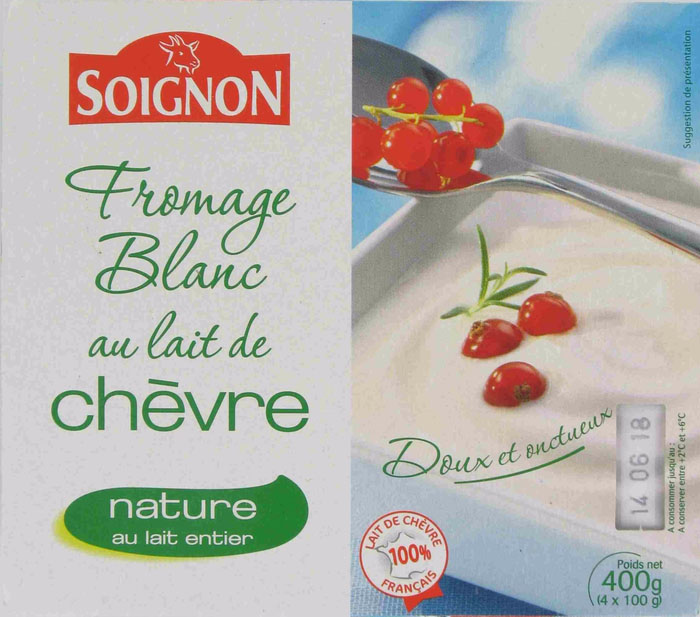 SOIGNON
Fromage
Blanc
au lait de
chèvre
nature
au lait entier
Suggestion de présentation
Doux et onctueux
14 06 18
A consommer jusqu'au :
A conserver entre +2°C et +6°C
LAIT DE CHÈVRE
100%
FRANÇAIS
Poids net
400g
(4 x 100 g)